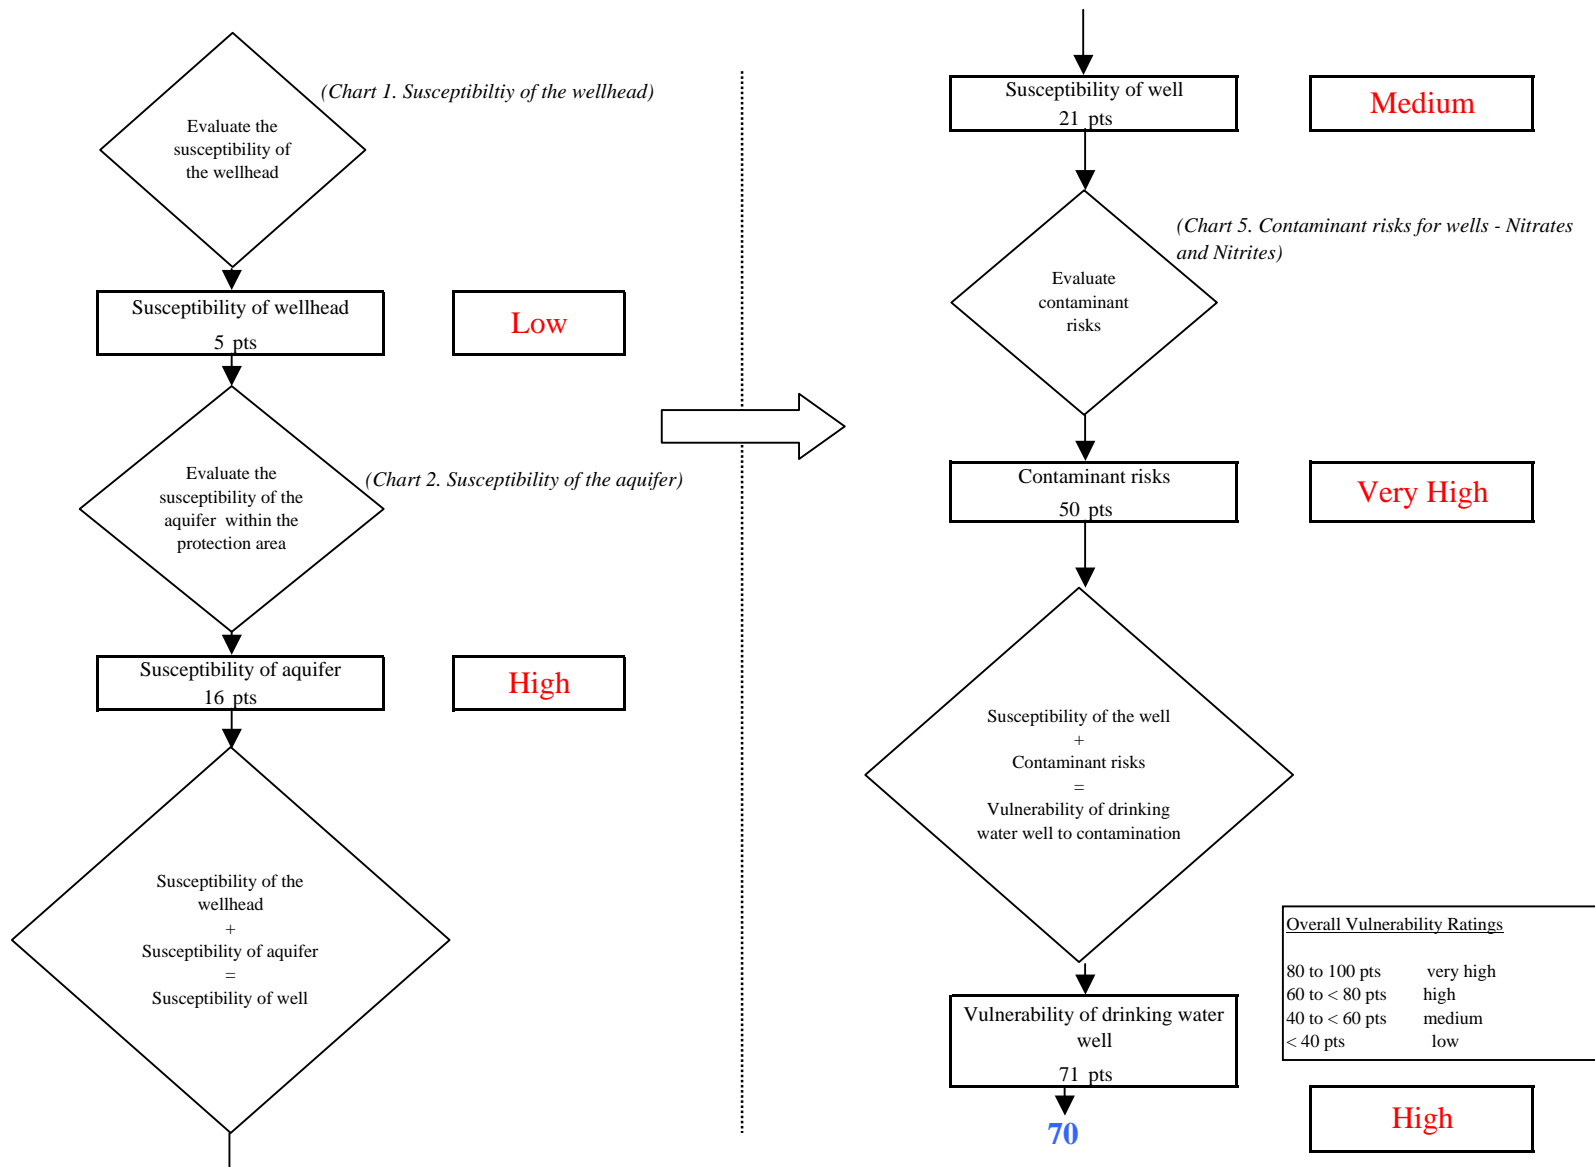 (Chart 1. Susceptibiltiy of the wellhead)
Evaluate the
susceptibility of
the wellhead
Susceptibility of wellhead
5 pts
Low
Evaluate the
susceptibility of the
aquifer within the
protection area
(Chart 2. Susceptibility of the aquifer)
Susceptibility of aquifer
16 pts
High
Susceptibility of the
wellhead
+
Susceptibility of aquifer
=
Susceptibility of well
Susceptibility of well
21 pts
Medium
(Chart 5. Contaminant risks for wells - Nitrates
and Nitrites)
Evaluate
contaminant
risks
Contaminant risks
50 pts
Very High
Susceptibility of the well
+
Contaminant risks
=
Vulnerability of drinking
water well to contamination
Overall Vulnerability Ratings
80 to 100 pts very high
60 to < 80 pts high
40 to < 60 pts medium
< 40 pts low
Vulnerability of drinking water
well
71 pts
70
High